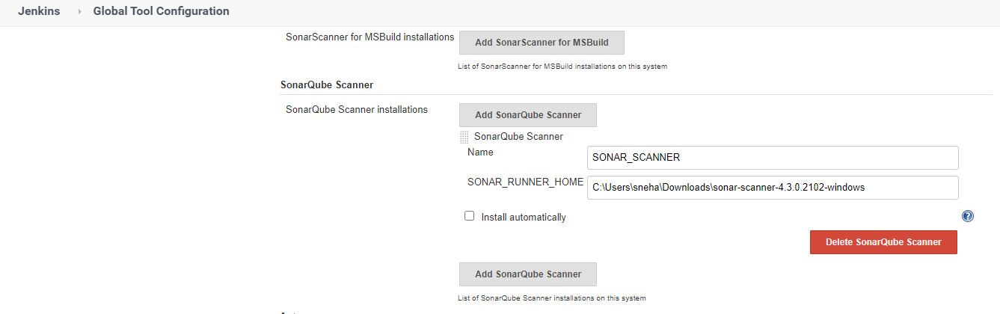 Jenkins Global Tool Configuration
SonarScanner for MSBuild installations Add SonarScanner for MSBuild
List of SonarScanner for MSBuild installations on this system
SonarQube Scanner
SonarQube Scanner installations Add SonarQube Scanner
SonarQube Scanner
Name SONAR_SCANNER
SONAR_RUNNER_HOME C:\Users\sneha\Downloads\sonar-scanner-4.3.0.2102-windows
Install automatically ?
Delete SonarQube Scanner
Add SonarQube Scanner
List of SonarQube Scanner installations on this system